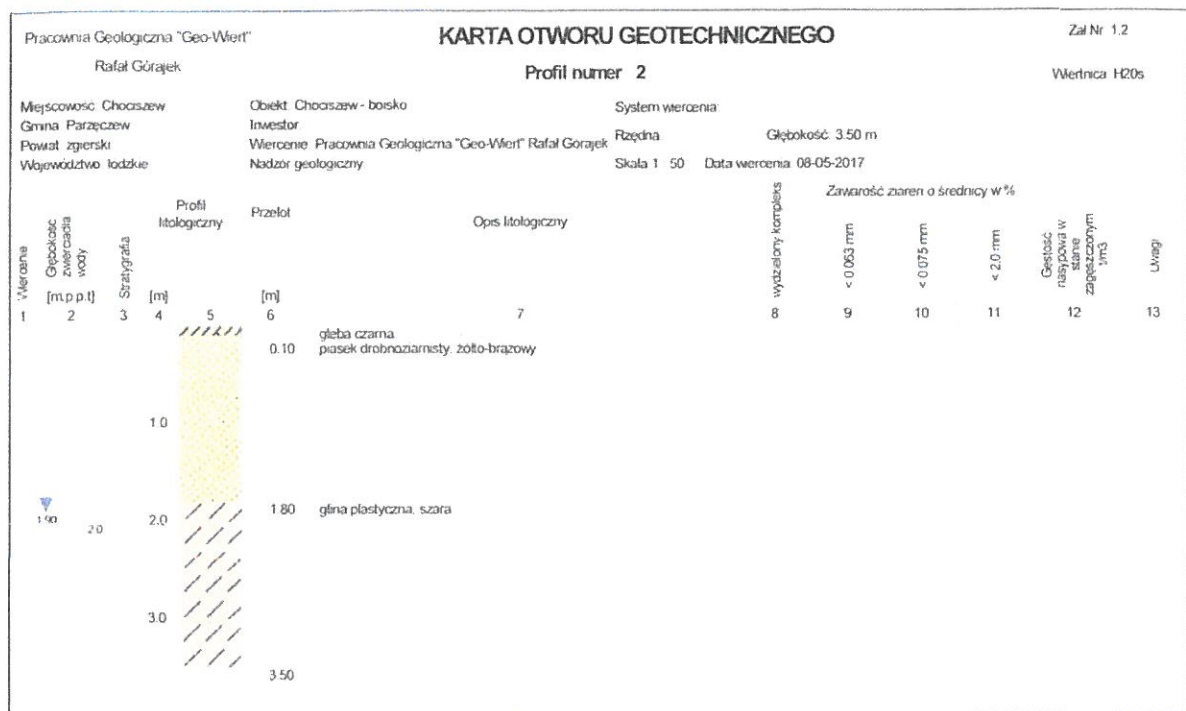 Pracownia Geologiczna "Geo-Wiert"
Rafał Górajek
KARTA OTWORU GEOTECHNICZNEGO
Profil numer 2
Zał Nr 1.2
Wiertnica H20s
Miejscowość Chociszew
Gmina Parzęczew
Powiat zgierski
Województwo łodzkie
Obiekt Chociszew - boisko
Inwestor
Wiercenie Pracownia Geologiczna "Geo-Wiert" Rafał Górajek
Nadzór geologiczny
System wiercenia
Rzędna Głębokość 3.50 m
Skala 1 50 Data wiercenia 08-05-2017
Wiercenia
Głębokość zwierciadła wody
[m.p p.t]
Stratygrafia
[m]
Profil litologiczny
Przelot
[m]
Opis litologiczny
wydzielony kompleks
Zawarość ziaren o średnicy w %
< 0 063 mm
< 0 075 mm
< 2.0 mm
Gęstość nasypowa w stanie zagęszczonym t/m3
Uwagi
1 2 3 4 5 6 7 8 9 10 11 12 13
gleba czarna
0.10 piasek drobnoziarnisty, żółto-brązowy
1.0
1.80 glina plastyczna, szara
1.90 2.0 2.0
3.0
3.50